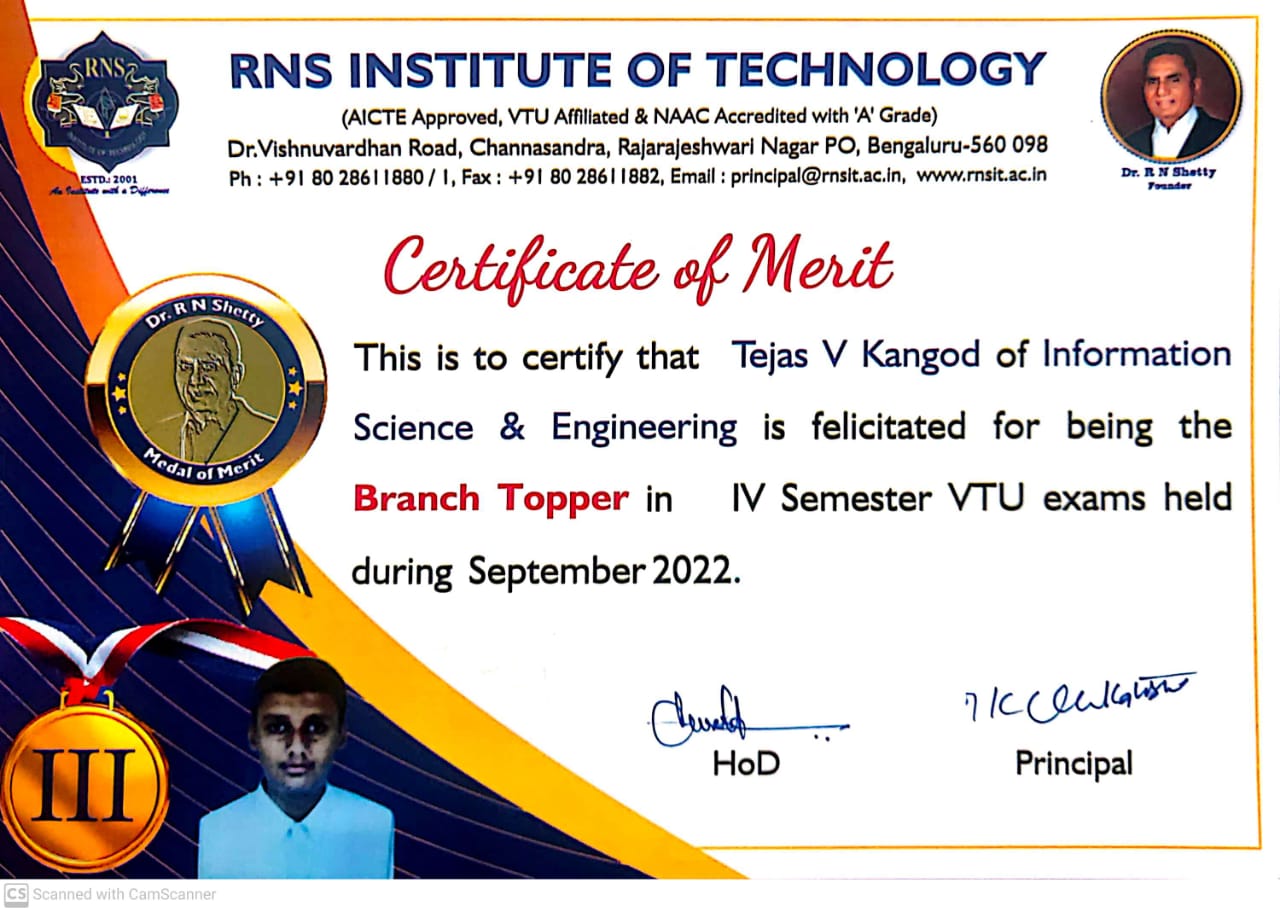 RNS
INSTITUTE OF TECHNOLOGY
ESTD.: 2001
An Institute with a Difference
RNS INSTITUTE OF TECHNOLOGY
(AICTE Approved, VTU Affiliated & NAAC Accredited with 'A' Grade)
Dr.Vishnuvardhan Road, Channasandra, Rajarajeshwari Nagar PO, Bengaluru-560 098
Ph : +91 80 28611880 / 1, Fax : +91 80 28611882, Email : principal@rnsit.ac.in, www.rnsit.ac.in
Dr. R N Shetty
Founder
Certificate of Merit
Dr. R N Shetty
Medal of Merit
This is to certify that Tejas V Kangod of Information
Science & Engineering is felicitated for being the
Branch Topper in IV Semester VTU exams held
during September 2022.
III
HoD
Principal
CS Scanned with CamScanner